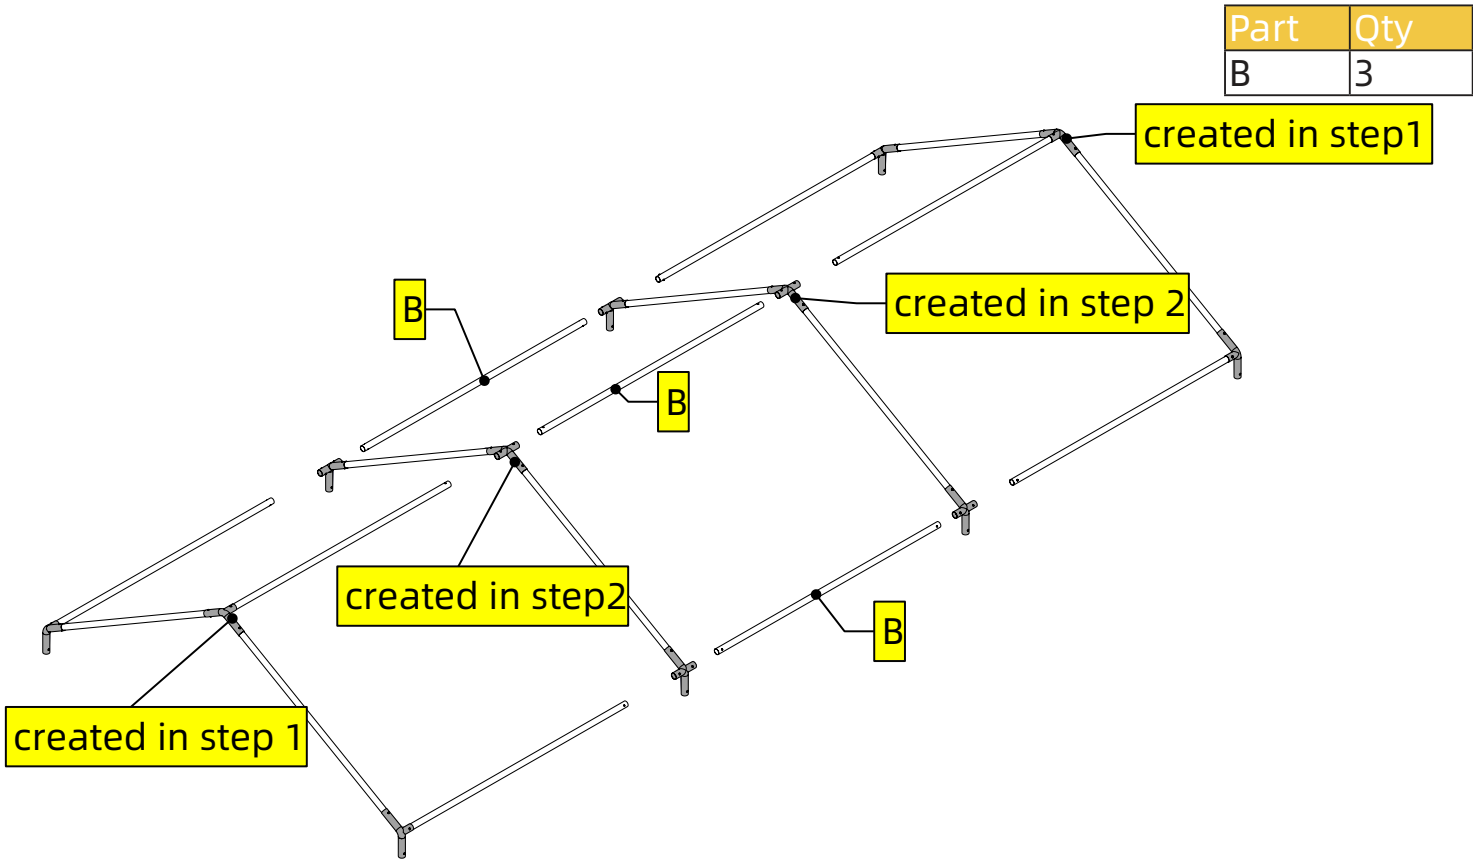 Part Qty
B 3
created in step1
created in step 2
B
B
created in step2
B
created in step 1